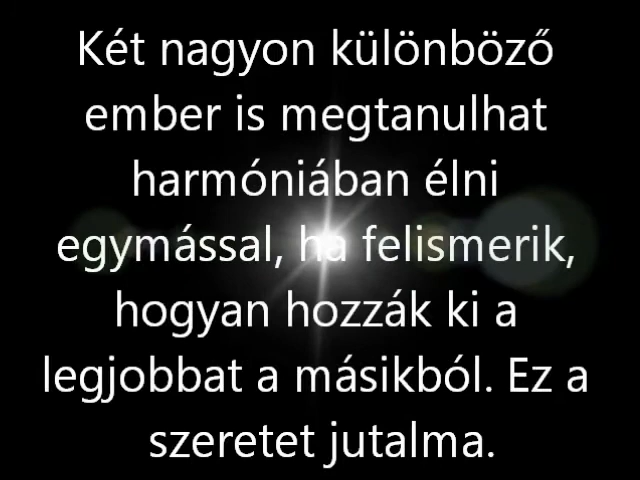 Két nagyon különböző
ember is megtanulhat
harmóniában élni
egymással, ha felismerik,
hogyan hozzák ki a
legjobbat a másikból. Ez a
szeretet jutalma.